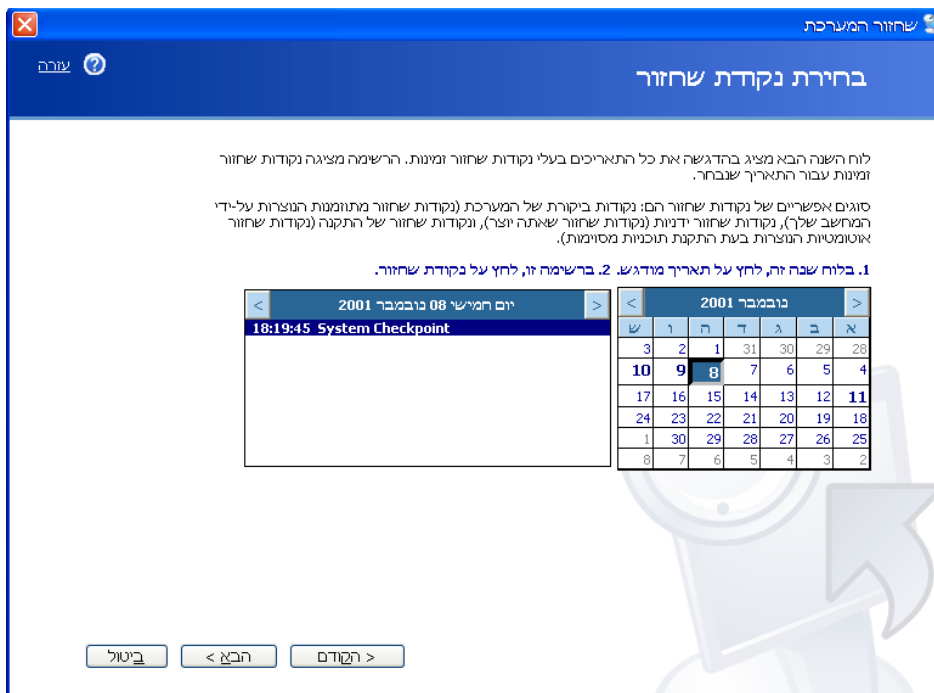 שחזור המערכת
בחירת נקודת שחזור
עזרה
לוח השנה הבא מציג בהדגשה את כל התאריכים בעלי נקודות שחזור זמינות. הרשימה מציגה נקודות שחזור
זמינות עבור התאריך שנבחר.
סוגים אפשריים של נקודות שחזור הם: נקודות ביקורת של המערכת (נקודות שחזור מתוזמנות הנוצרות על-ידי
המחשב שלך), נקודות שחזור ידניות (נקודות שחזור שאתה יוצר), ונקודות שחזור של התקנה (נקודות שחזור
אוטומטיות הנוצרות בעת התקנת תוכניות מסוימות).
1. בלוח שנה זה, לחץ על תאריך מודגש. 2. ברשימה זו, לחץ על נקודת שחזור.
< נובמבר 2001 >
א ב ג ד ה ו ש
28 29 30 31 1 2 3
4 5 6 7 8 9 10
11 12 13 14 15 16 17
18 19 20 21 22 23 24
25 26 27 28 29 30 1
2 3 4 5 6 7 8
< יום חמישי 08 נובמבר 2001 >
18:19:45 System Checkpoint
< הקודם
הבא >
ביטול